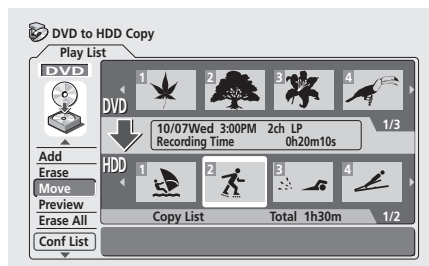 DVD to HDD Copy
Play List
DVD
DVD
1 2 3 4
10/07Wed 3:00PM 2ch LP
Recording Time 0h20m10s
1/3
HDD
1 2 3 4
Add
Erase
Move
Preview
Erase All
Conf List
Copy List Total 1h30m 1/2